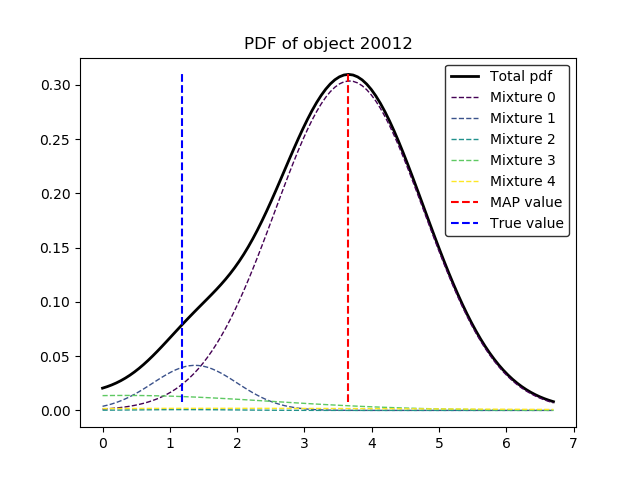 PDF of object 20012
Total pdf
Mixture 0
Mixture 1
Mixture 2
Mixture 3
Mixture 4
MAP value
True value
0.30
0.25
0.20
0.15
0.10
0.05
0.00
0 1 2 3 4 5 6 7